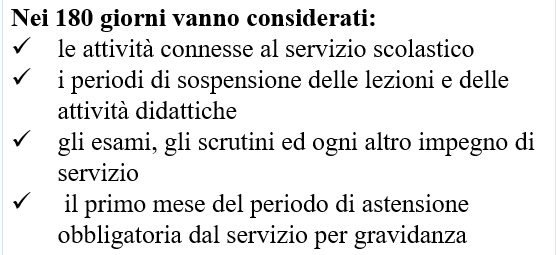 Nei 180 giorni vanno considerati:
✓ le attività connesse al servizio scolastico
✓ i periodi di sospensione delle lezioni e delle
attività didattiche
✓ gli esami, gli scrutini ed ogni altro impegno di
servizio
✓ il primo mese del periodo di astensione
obbligatoria dal servizio per gravidanza